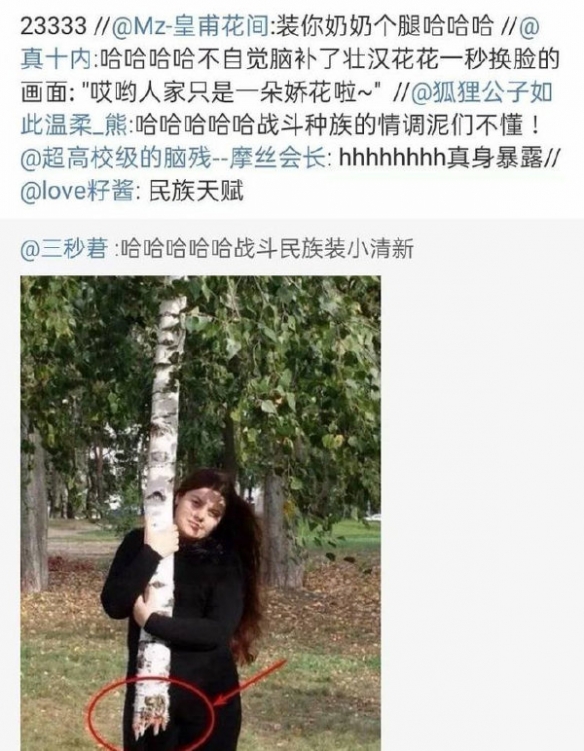 23333 //@Mz-皇甫花间:装你奶奶个腿哈哈哈 //@
真十内:哈哈哈哈不自觉脑补了壮汉花花一秒换脸的
画面: "哎哟人家只是一朵娇花啦~" //@狐狸公子如
此温柔_熊:哈哈哈哈哈战斗种族的情调泥们不懂！
@超高校级的脑残--摩丝会长: hhhhhhhh真身暴露//
@love籽酱: 民族天赋
@三秒莙 :哈哈哈哈哈战斗民族装小清新